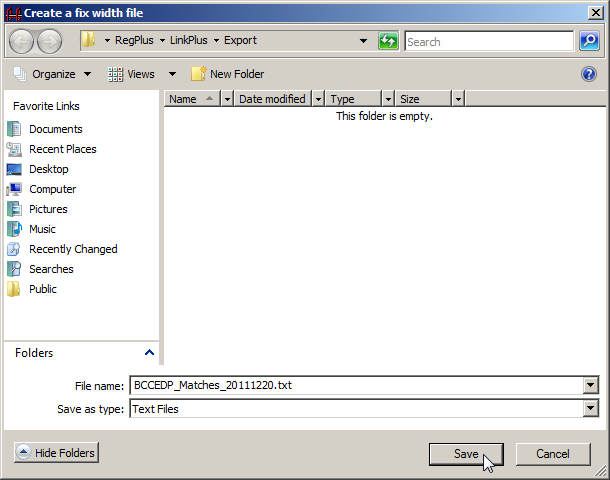 Create a fix width file
RegPlus LinkPlus Export Search
Organize Views New Folder ?
Favorite Links
Documents
Recent Places
Desktop
Computer
Pictures
Music
Recently Changed
Searches
Public
Folders
Name Date modified Type Size
This folder is empty.
File name: BCCEDP_Matches_20111220.txt
Save as type: Text Files
Hide Folders Save Cancel